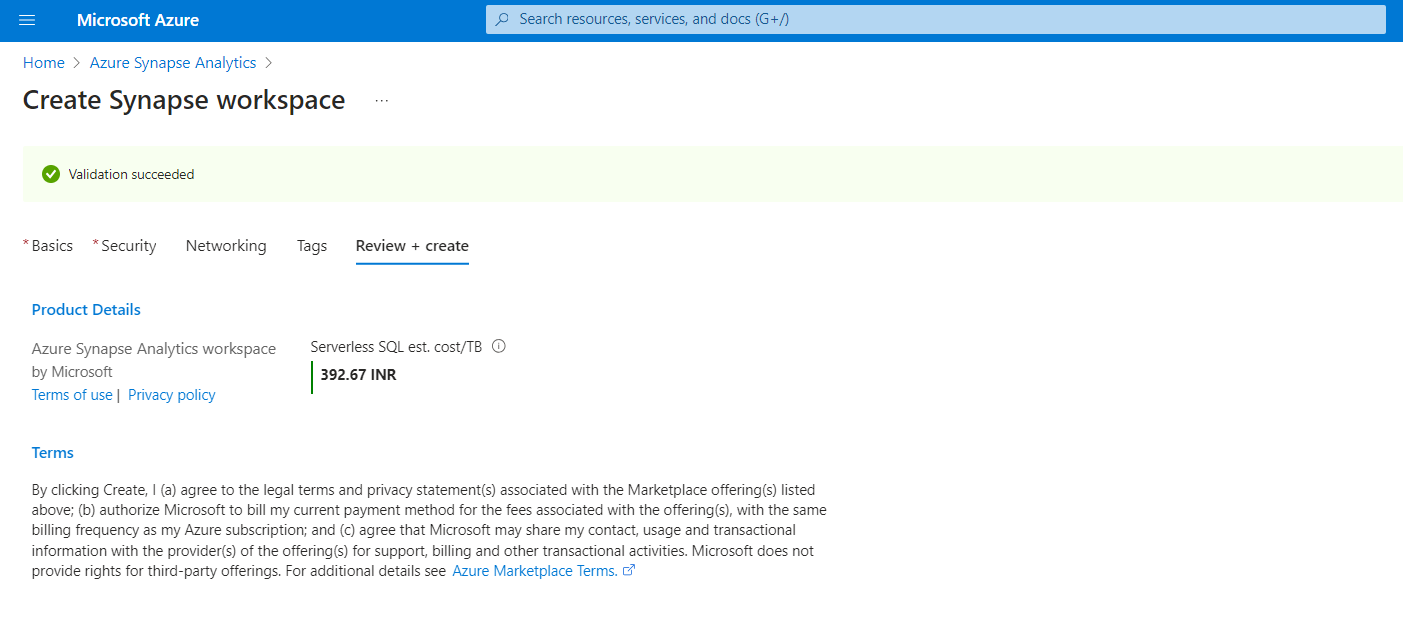 Microsoft Azure
Search resources, services, and docs (G+/)
Home > Azure Synapse Analytics >
Create Synapse workspace ...
Validation succeeded
* Basics * Security Networking Tags Review + create
Product Details
Azure Synapse Analytics workspace
by Microsoft
Terms of use | Privacy policy
Serverless SQL est. cost/TB
392.67 INR
Terms
By clicking Create, I (a) agree to the legal terms and privacy statement(s) associated with the Marketplace offering(s) listed
above; (b) authorize Microsoft to bill my current payment method for the fees associated with the offering(s), with the same
billing frequency as my Azure subscription; and (c) agree that Microsoft may share my contact, usage and transactional
information with the provider(s) of the offering(s) for support, billing and other transactional activities. Microsoft does not
provide rights for third-party offerings. For additional details see Azure Marketplace Terms.